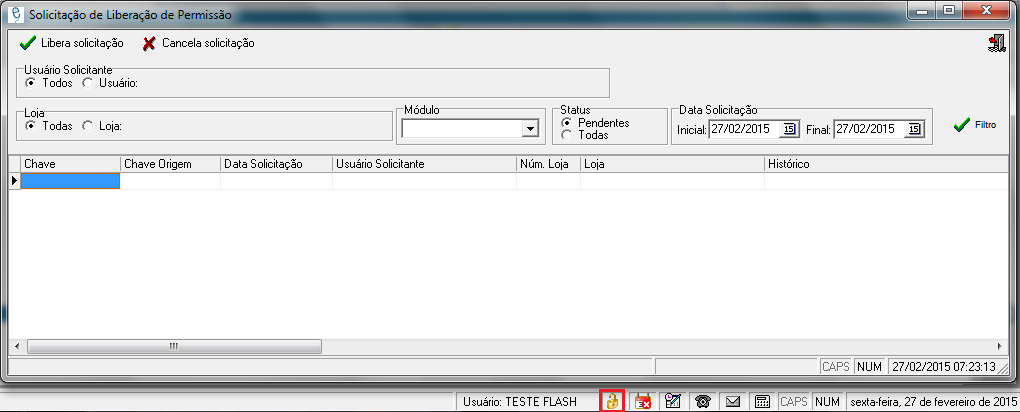 Solicitação de Liberação de Permissão
Libera solicitação Cancela solicitação
Usuário Solicitante
Todos Usuário:
Loja Módulo Status Data Solicitação
Todas Loja: Pendentes Inicial: 27/02/2015 15 Final: 27/02/2015 15 Filtro
Todas
Chave Chave Origem Data Solicitação Usuário Solicitante Núm. Loja Loja Histórico
CAPS NUM 27/02/2015 07:23:13
Usuário: TESTE FLASH EX CAPS NUM sexta-feira, 27 de fevereiro de 2015